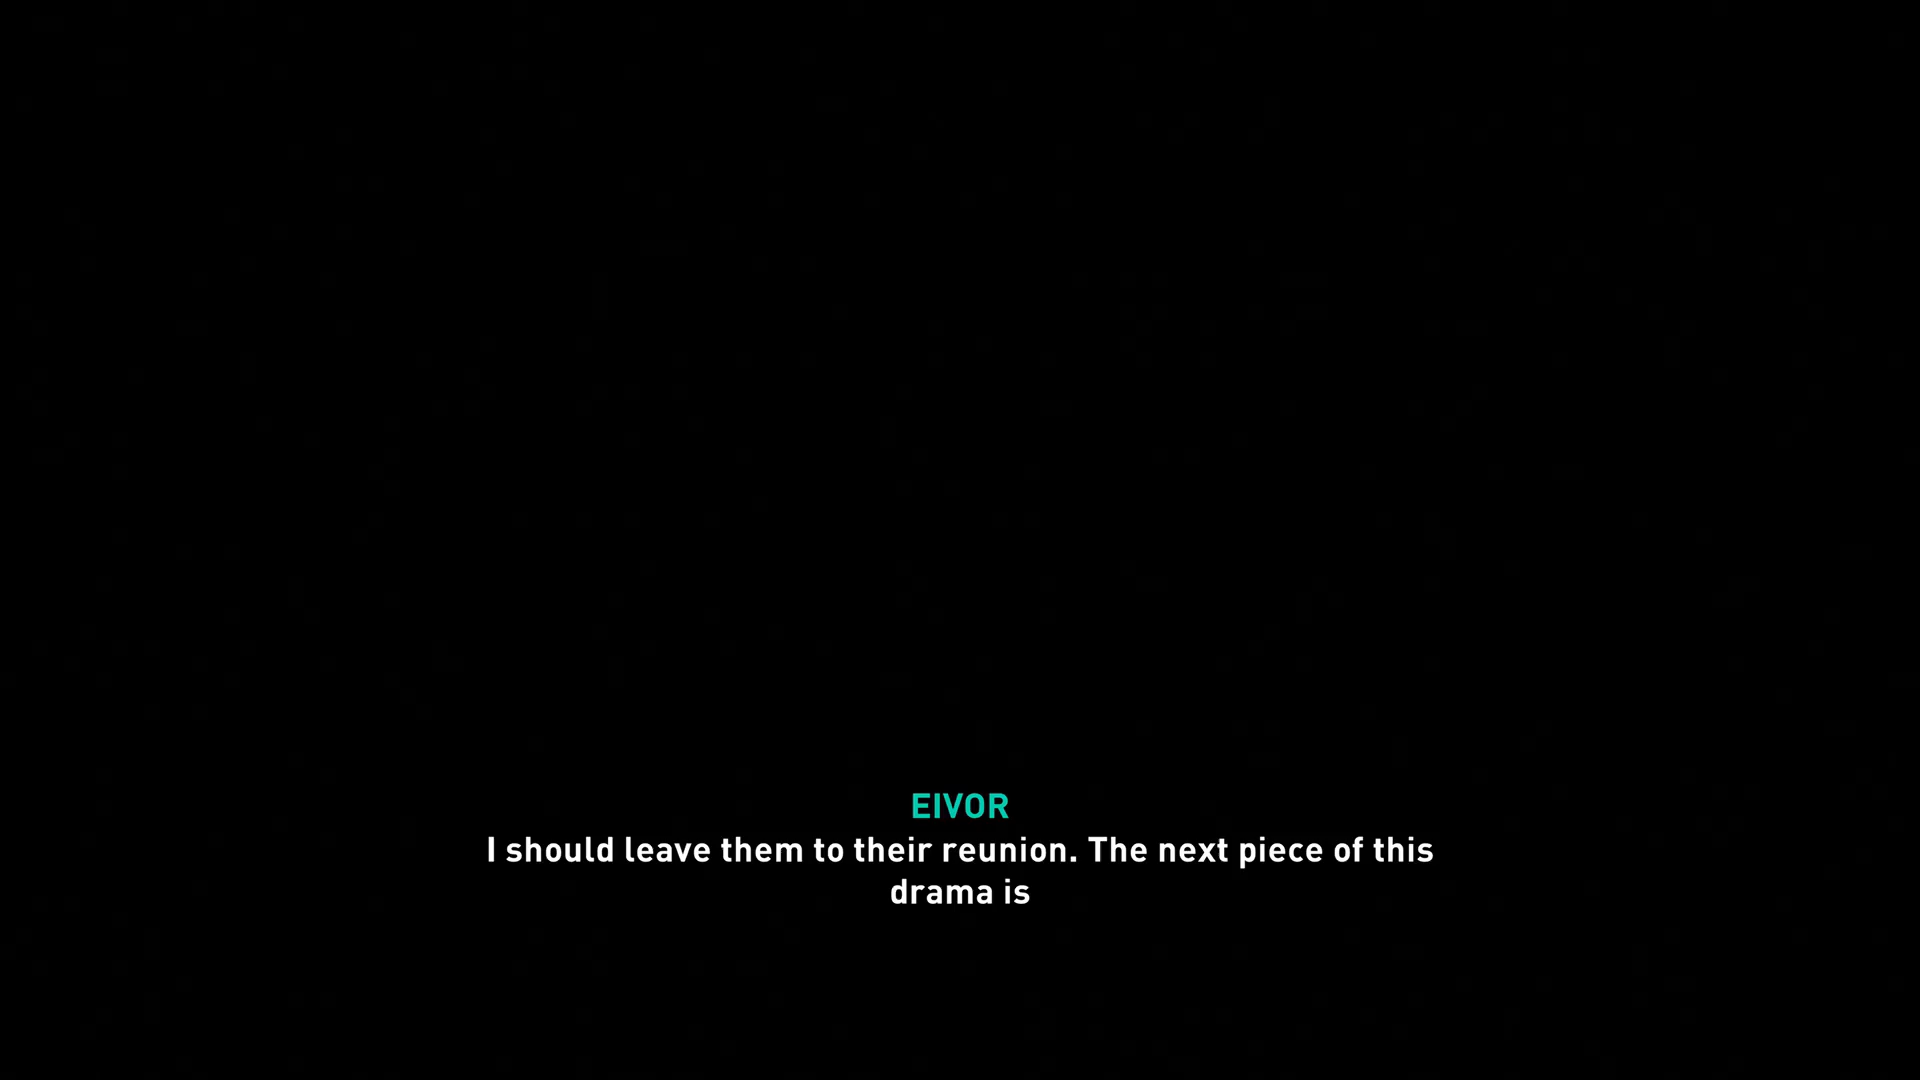 EIVOR
I should leave them to their reunion. The next piece of this
drama is